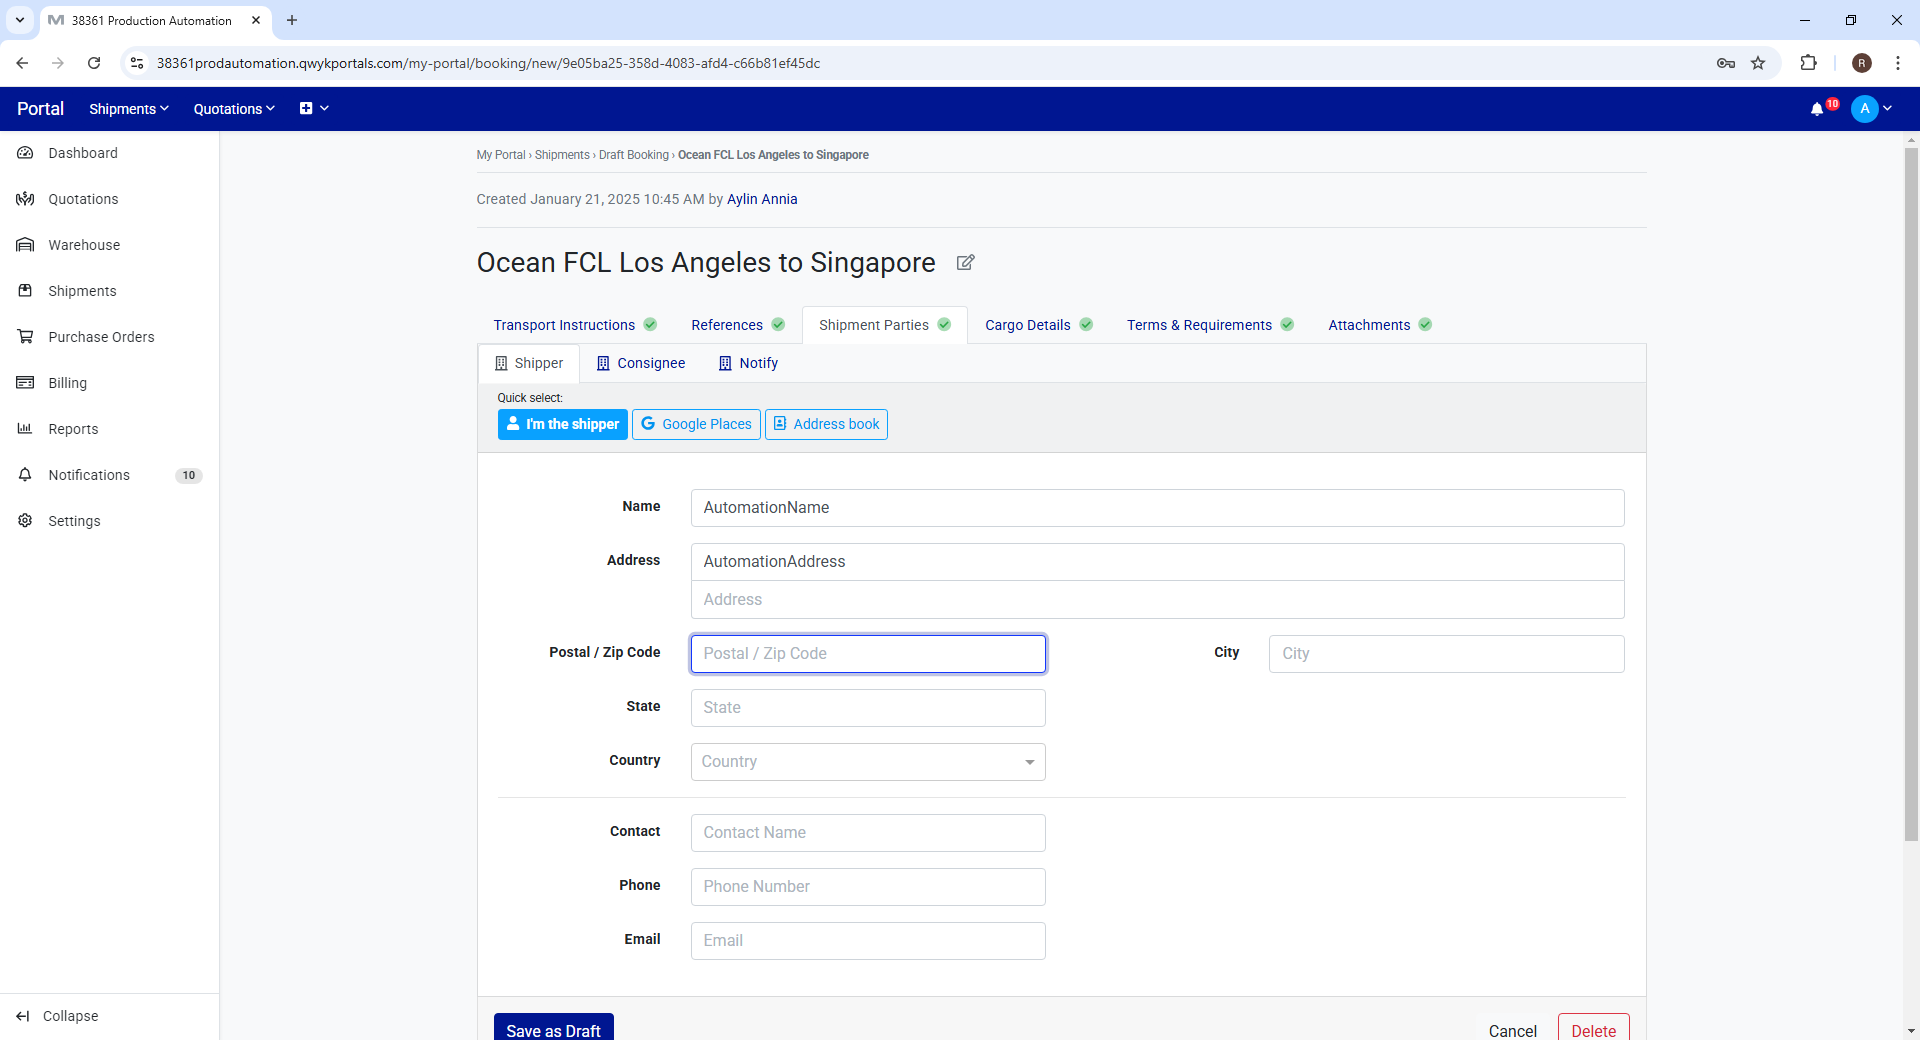 38361 Production Automation
38361prodautomation.qwykportals.com/my-portal/booking/new/9e05ba25-358d-4083-afd4-c66b81ef45dc
R
Portal
Shipments
Quotations
10
A
Dashboard
Quotations
Warehouse
Shipments
Purchase Orders
Billing
Reports
Notifications 10
Settings
Collapse
My Portal › Shipments › Draft Booking › Ocean FCL Los Angeles to Singapore
Created January 21, 2025 10:45 AM by Aylin Annia
Ocean FCL Los Angeles to Singapore
Transport Instructions References Shipment Parties Cargo Details Terms & Requirements Attachments
Shipper Consignee Notify
Quick select:
I'm the shipper Google Places Address book
Name AutomationName
Address AutomationAddress
Address
Postal / Zip Code Postal / Zip Code City City
State State
Country Country
Contact Contact Name
Phone Phone Number
Email Email
Save as Draft Cancel Delete